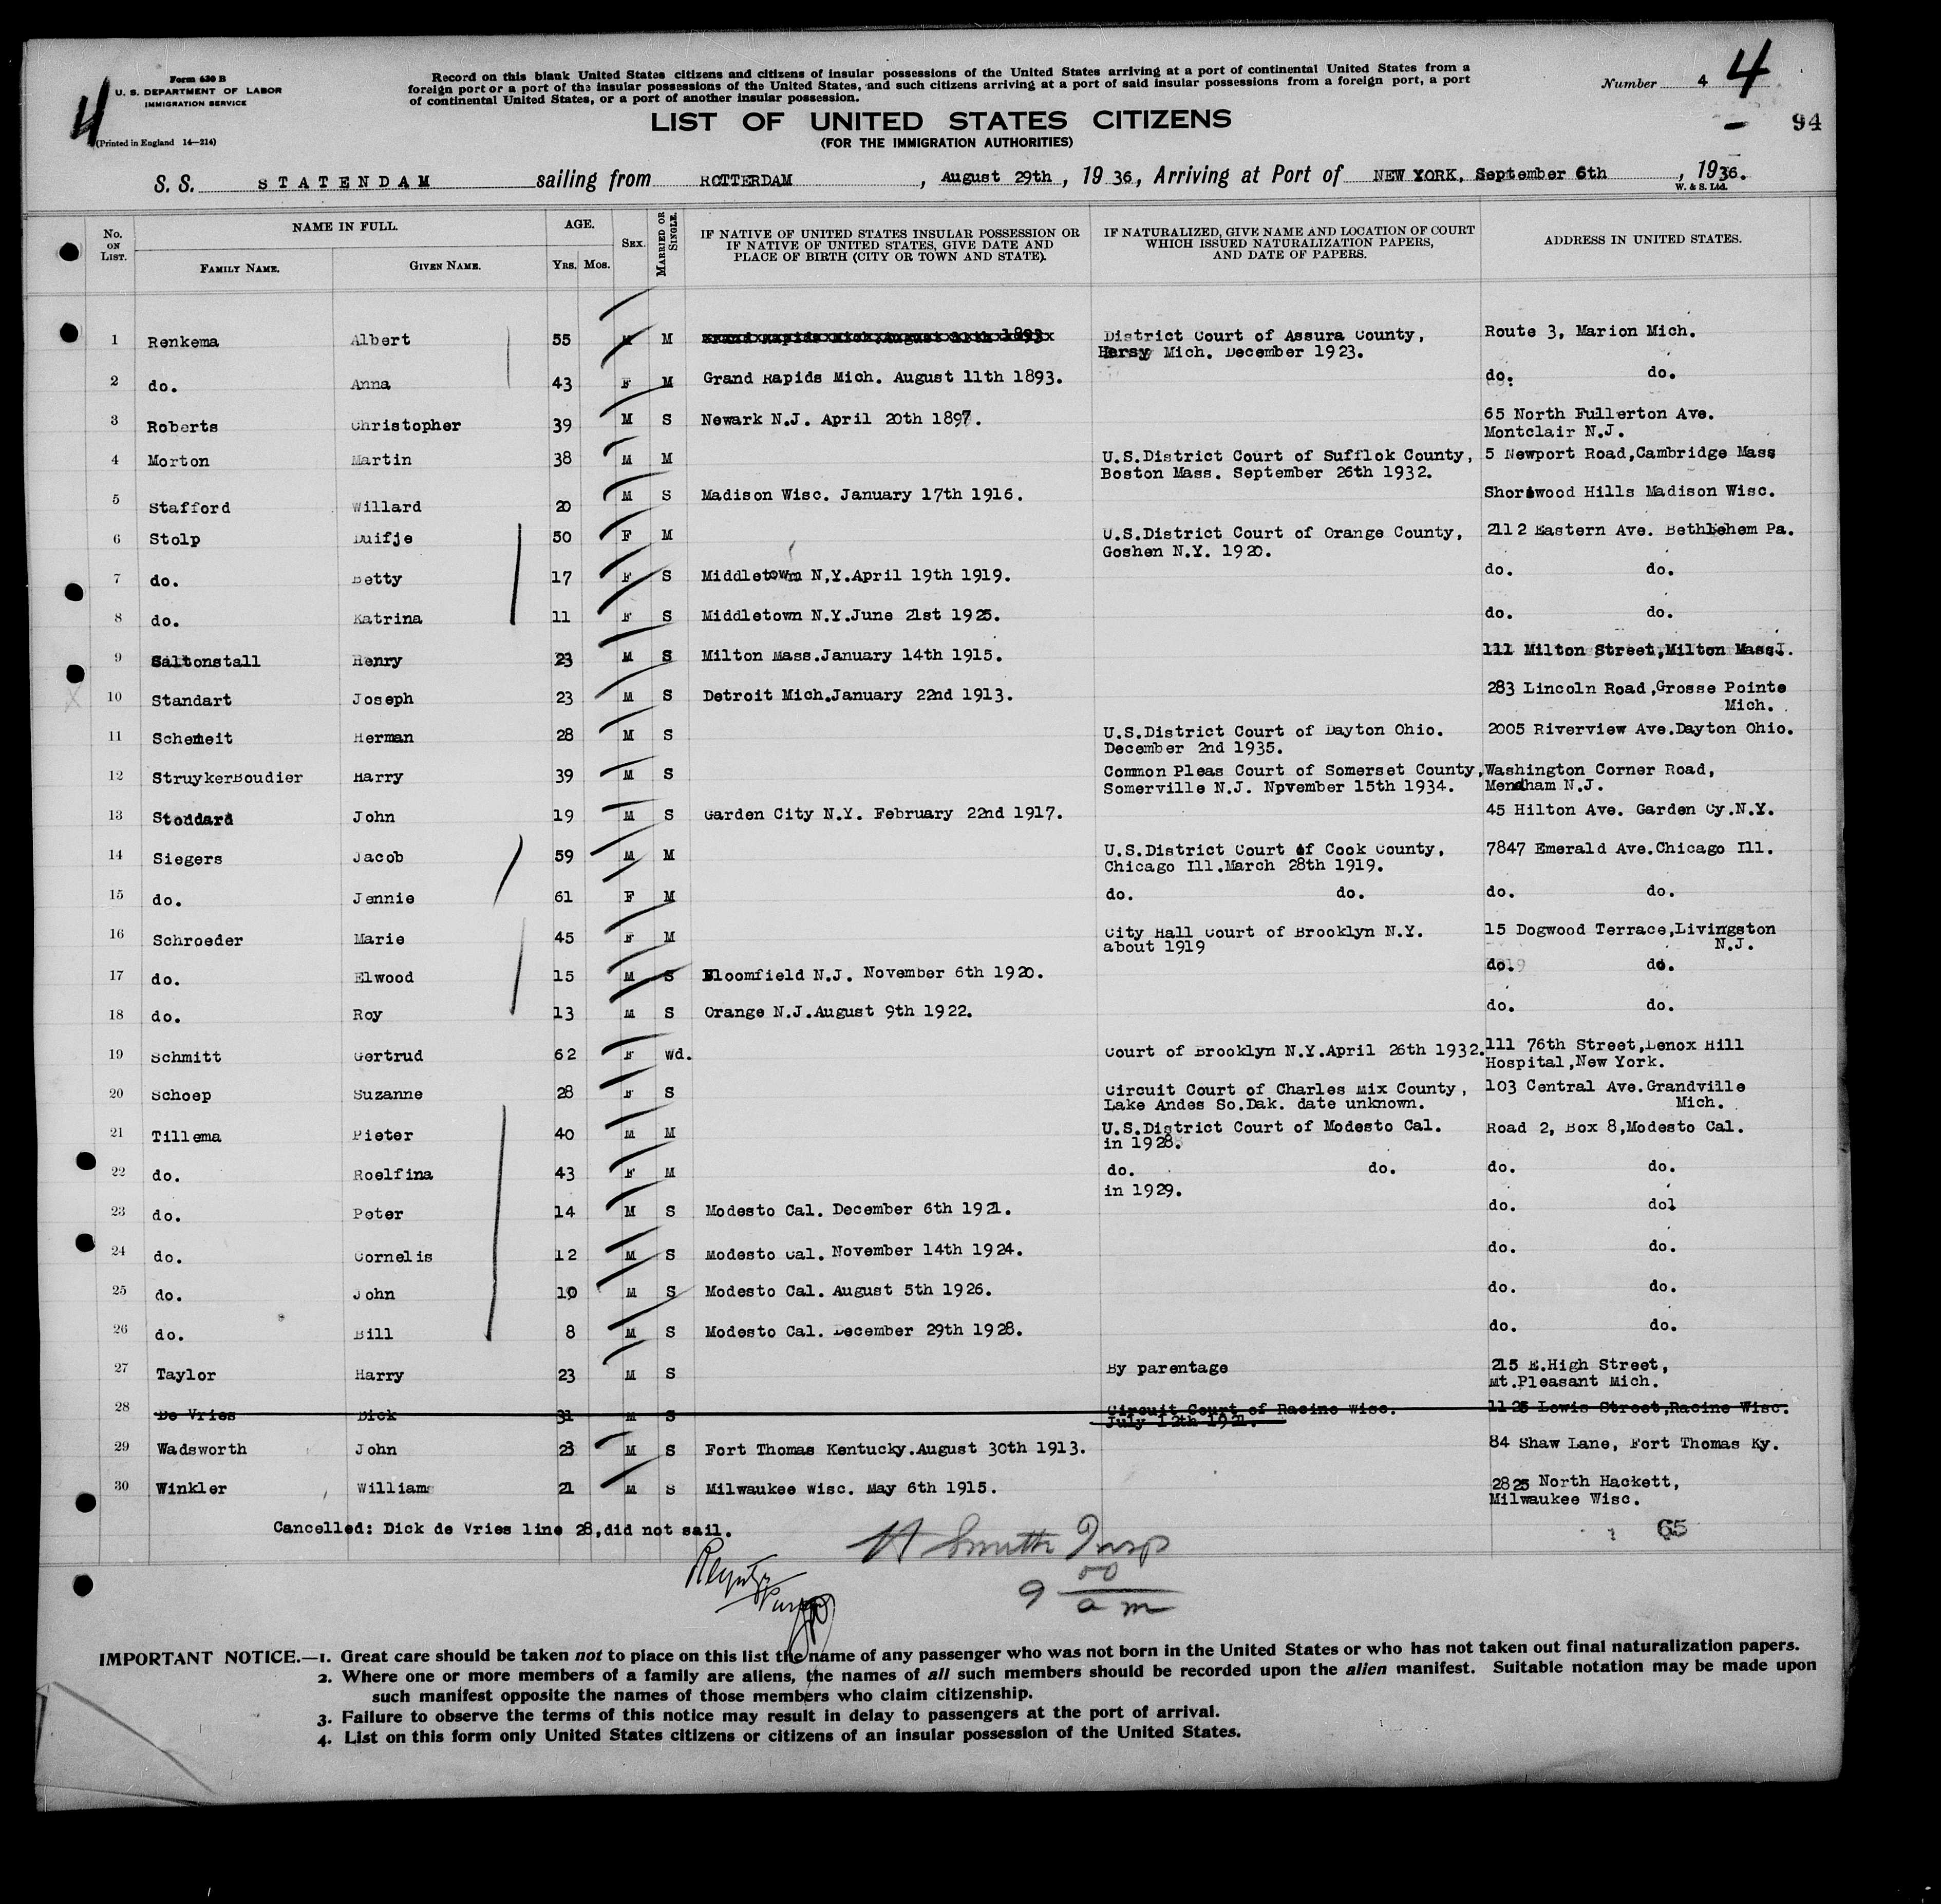 Form 630 B
U. S. DEPARTMENT OF LABOR
IMMIGRATION SERVICE
(Printed in England 14—214)
4
Record on this blank United States citizens and citizens of insular possessions of the United States arriving at a port of continental United States from a
foreign port or a port of the insular possessions of the United States, and such citizens arriving at a port of said insular possessions from a foreign port, a port
of continental United States, or a port of another insular possession.
Number 4 4
94
LIST OF UNITED STATES CITIZENS
(FOR THE IMMIGRATION AUTHORITIES)
S. S. STATENDAM sailing from ROTTERDAM, August 29th, 1936, Arriving at Port of NEW YORK, September 6th, 1936.
W. & S. Ltd.
No. ON LIST. NAME IN FULL. AGE. SEX. MARRIED OR SINGLE. IF NATIVE OF UNITED STATES INSULAR POSSESSION OR IF NATIVE OF UNITED STATES, GIVE DATE AND PLACE OF BIRTH (CITY OR TOWN AND STATE). IF NATURALIZED, GIVE NAME AND LOCATION OF COURT WHICH ISSUED NATURALIZATION PAPERS, AND DATE OF PAPERS. ADDRESS IN UNITED STATES.
FAMILY NAME. GIVEN NAME. YRS. MOS.
1 Renkema Albert 55 M M Grand Rapids Mich. August 11th 1893 District Court of Assura County, Route 3, Marion Mich.
Hersy Mich. December 1923.
2 do. Anna 43 F M Grand Rapids Mich. August 11th 1893. do. do.
3 Roberts Christopher 39 M S Newark N.J. April 20th 1897. 65 North Fullerton Ave.
Montclair N.J.
4 Morton Martin 38 M M U.S.District Court of Sufflok County, 5 Newport Road,Cambridge Mass
Boston Mass. September 26th 1932.
5 Stafford Willard 20 M S Madison Wisc. January 17th 1916. Shorewood Hills Madison Wisc.
6 Stolp Duifje 50 F M U.S.District Court of Orange County, 2112 Eastern Ave. Bethlehem Pa.
Goshen N.Y. 1920.
7 do. Betty 17 F S Middletown N,Y.April 19th 1919. do. do.
8 do. Katrina 11 F S Middletown N.Y.June 21st 1925. do. do.
9 Saltonstall Henry 23 M S Milton Mass.January 14th 1915. 111 Milton Street,Milton Mass.
10 Standart Joseph 23 M S Detroit Mich.January 22nd 1913. 283 Lincoln Road,Grosse Pointe
Mich.
11 Schemeit Herman 28 M S U.S.District Court of Dayton Ohio. 2005 Riverview Ave.Dayton Ohio.
December 2nd 1935.
12 StruykerBoudier Harry 39 M S Common Pleas Court of Somerset County, Washington Corner Road,
Somerville N.J. Npvember 15th 1934. Mendham N.J.
13 Stoddard John 19 M S Garden City N.Y. February 22nd 1917. 45 Hilton Ave. Garden Cy.N.Y.
14 Siegers Jacob 59 M M U.S.District Court of Cook County, 7847 Emerald Ave.Chicago Ill.
Chicago Ill.March 28th 1919.
15 do. Jennie 61 F M do. do. do. do.
16 Schroeder Marie 45 F M City Hall Court of Brooklyn N.Y. 15 Dogwood Terrace,Livingston
about 1919 N.J.
17 do. Elwood 15 M S Bloomfield N.J. November 6th 1920. do. do.
18 do. Roy 13 M S Orange N.J.August 9th 1922. do. do.
19 Schmitt Gertrud 62 F wd. Court of Brooklyn N.Y.April 26th 1932. 111 76th Street,Lenox Hill
Hospital,New York.
20 Schoep Suzanne 28 F S Circuit Court of Charles Mix County, 103 Central Ave.Grandville
Lake Andes So.Dak. date unknown. Mich.
21 Tillema Pieter 40 M M U.S.District Court of Modesto Cal. Road 2, Box 8,Modesto Cal.
in 1928.
22 do. Roelfina 43 F M do. do. do. do.
in 1929.
23 do. Peter 14 M S Modesto Cal. December 6th 1921. do. dol
24 do. Cornelis 12 M S Modesto Cal. November 14th 1924. do. do.
25 do. John 10 M S Modesto Cal. August 5th 1926. do. do.
26 do. Bill 8 M S Modesto Cal. December 29th 1928. do. do.
27 Taylor Harry 23 M S By parentage 215 E.High Street,
Mt.Pleasant Mich.
28 De Vries Dick 31 M S Circuit Court of Racine Wisc. 1125 Lewis Street,Racine Wisc.
July 12th 1921.
29 Wadsworth John 23 M S Fort Thomas Kentucky.August 30th 1913. 84 Shaw Lane, Fort Thomas Ky.
30 Winkler William 21 M S Milwaukee Wisc. May 6th 1915. 2825 North Hackett,
Milwaukee Wisc.
Cancelled: Dick de Vries line 28,did not sail.
65
H Smith Insp
9 00 am
IMPORTANT NOTICE.—1. Great care should be taken not to place on this list the name of any passenger who was not born in the United States or who has not taken out final naturalization papers.
2. Where one or more members of a family are aliens, the names of all such members should be recorded upon the alien manifest. Suitable notation may be made upon
such manifest opposite the names of those members who claim citizenship.
3. Failure to observe the terms of this notice may result in delay to passengers at the port of arrival.
4. List on this form only United States citizens or citizens of an insular possession of the United States.